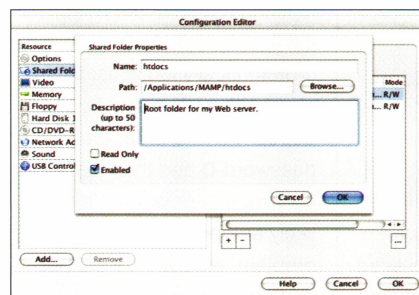 Configuration Editor
Resource
Options
Shared Fold
Video
Memory
Floppy
Hard Disk 1
CD/DVD-R
Network Ad
Sound
USB Control
Shared Folder Properties
Name: htdocs
Path: /Applications/MAMP/htdocs
Browse...
Description
(up to 50
characters):
Root folder for my Web server.
Read Only
Enabled
Cancel OK
Mode
... R/W
... R/W
+ -
...
Add... Remove
Help Cancel OK